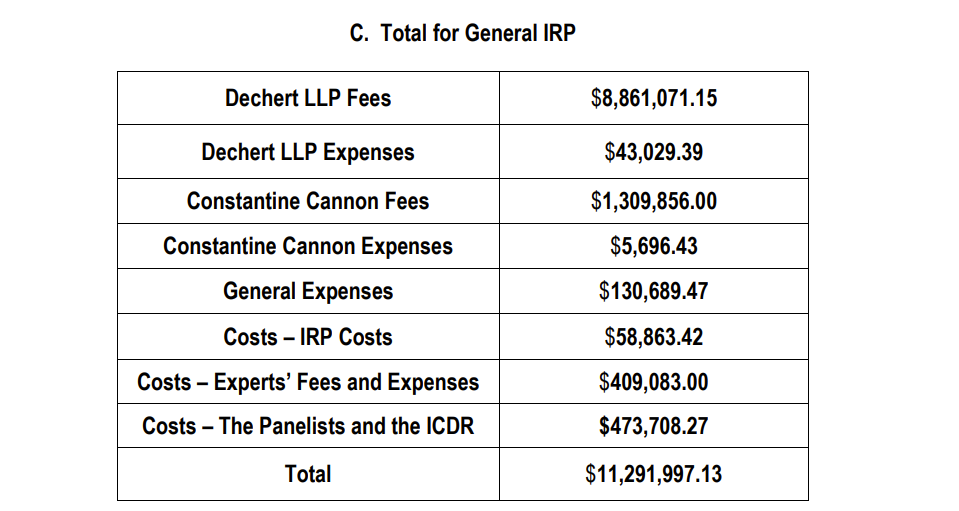 C. Total for General IRP
Dechert LLP Fees $8,861,071.15
Dechert LLP Expenses $43,029.39
Constantine Cannon Fees $1,309,856.00
Constantine Cannon Expenses $5,696.43
General Expenses $130,689.47
Costs – IRP Costs $58,863.42
Costs – Experts’ Fees and Expenses $409,083.00
Costs – The Panelists and the ICDR $473,708.27
Total $11,291,997.13